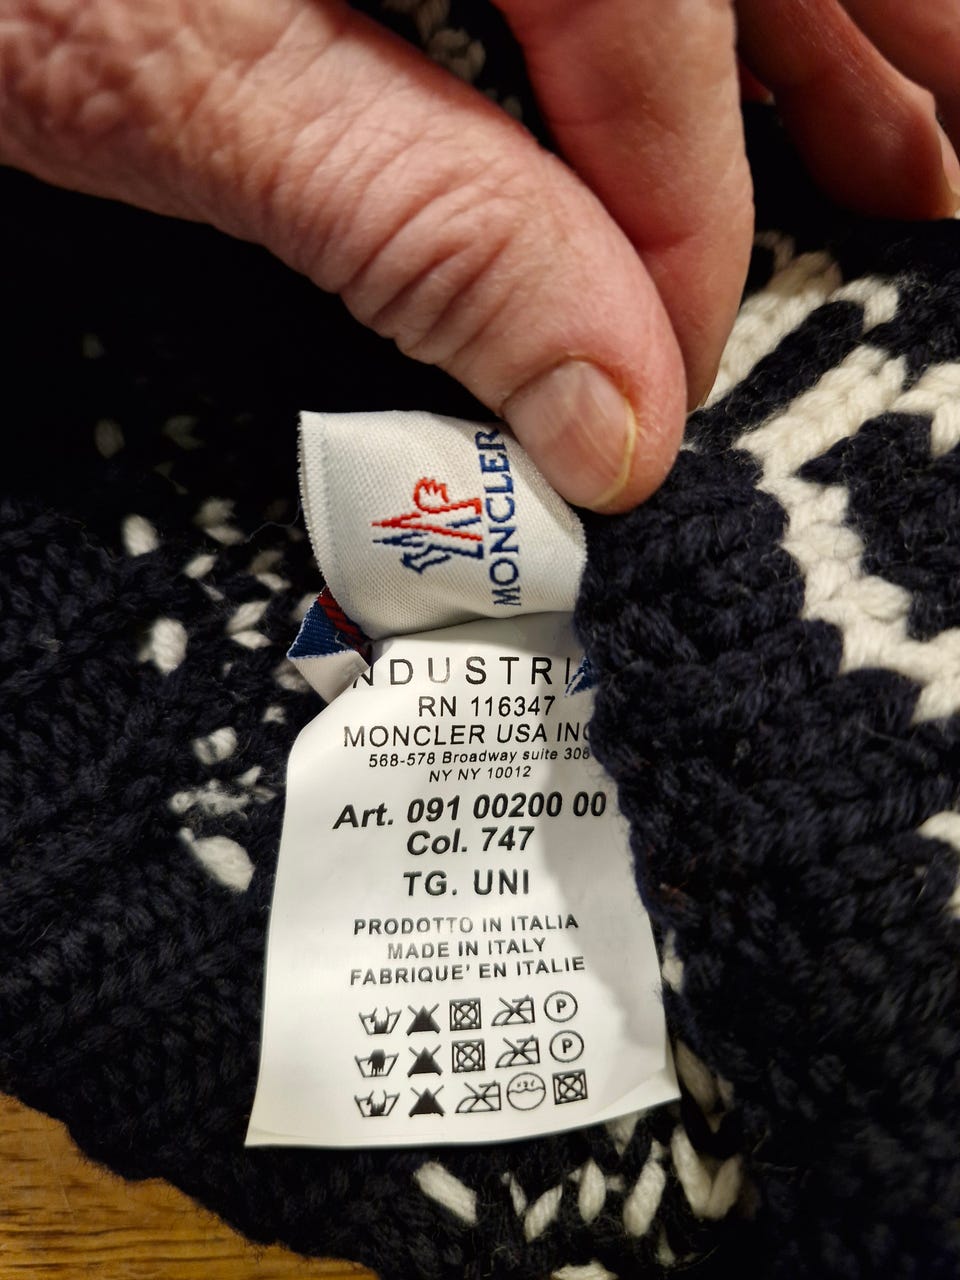 MONCLER
NDUSTRI
RN 116347
MONCLER USA INC
568-578 Broadway suite 308
NY NY 10012
Art. 091 00200 00
Col. 747
TG. UNI
PRODOTTO IN ITALIA
MADE IN ITALY
FABRIQUE' EN ITALIE
P
P